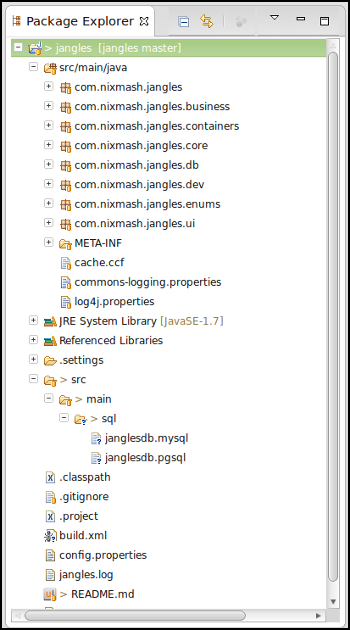 Package Explorer
> jangles [jangles master]
src/main/java
com.nixmash.jangles
com.nixmash.jangles.business
com.nixmash.jangles.containers
com.nixmash.jangles.core
com.nixmash.jangles.db
com.nixmash.jangles.dev
com.nixmash.jangles.enums
com.nixmash.jangles.ui
META-INF
cache.ccf
commons-logging.properties
log4j.properties
JRE System Library [JavaSE-1.7]
Referenced Libraries
.settings
> src
> main
> sql
janglesdb.mysql
janglesdb.pgsql
.classpath
.gitignore
.project
build.xml
config.properties
jangles.log
> README.md